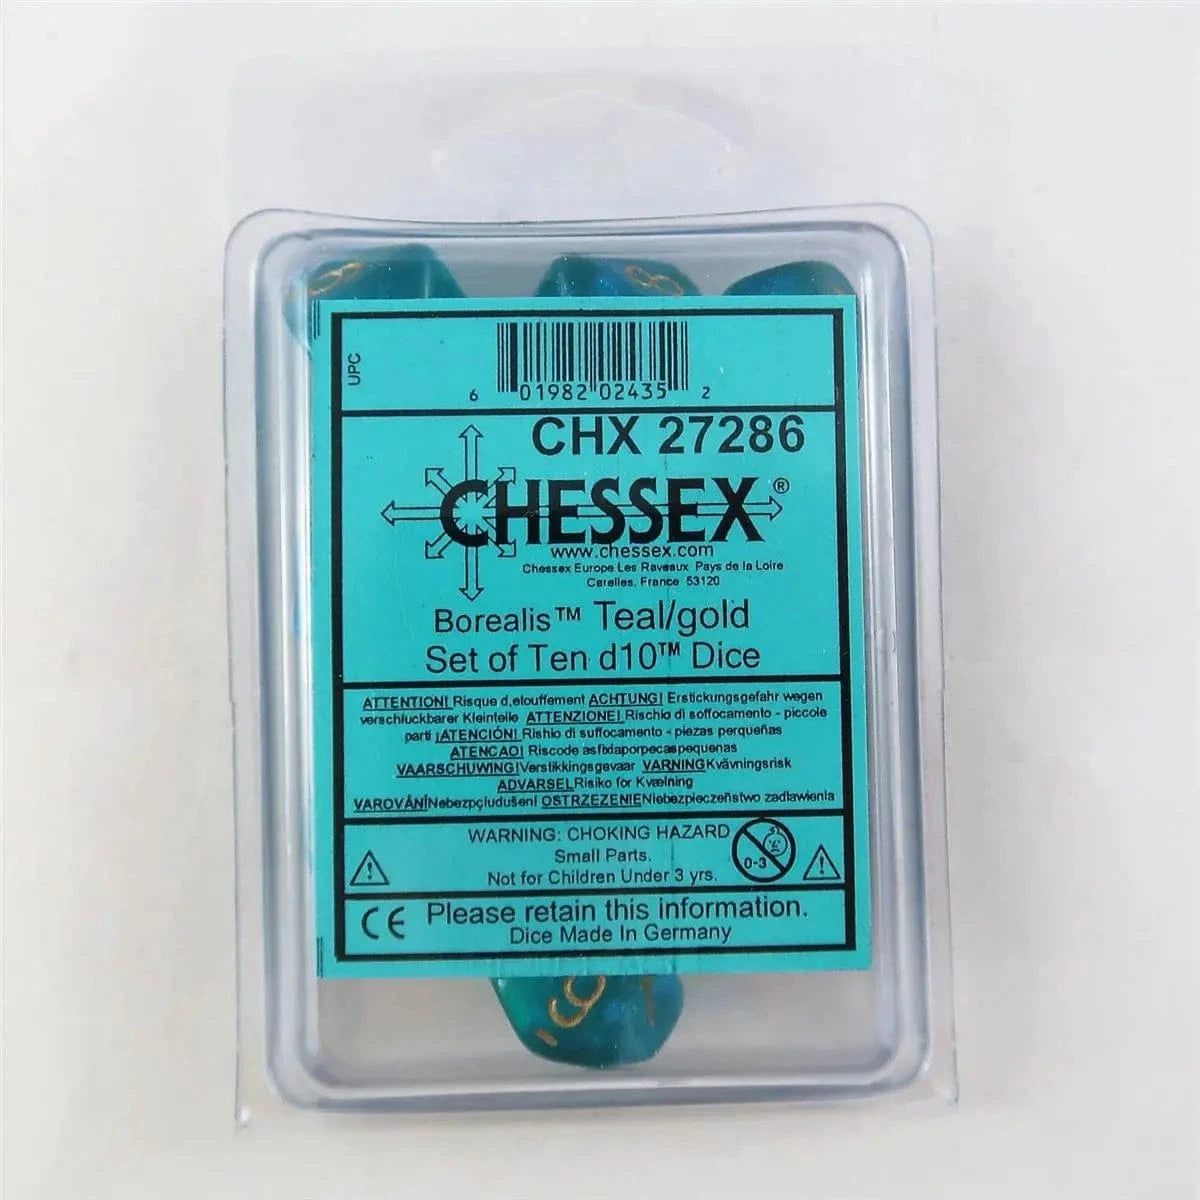 UPC
6 01982 02435 2
CHX 27286
CHESSEX®
www.chessex.com
Chessex Europe Les Raveaux Pays de la Loire
Carelles, France 53120
Borealis™ Teal/gold
Set of Ten d10™ Dice
ATTENTION! Risque d,etouffement ACHTUNG! Erstickungsgefahr wegen
verschluckbarer Kleinteile ATTENZIONE! Rischio di soffocamento - piccole
parti ¡ATENCIÓN! Rishio di suffocamento - piezas perqueñas
ATENCAO! Riscode asfixiaporpecaspequenas
VAARSCHUWING!Verstikkingsgevaar VARNING Kvävningsrisk
ADVARSEL Risiko for Kvælning
VAROVÁNÍ Nebezpçiudušení OSTRZEZENIE Niebezpieczeństwo zadlawienia
WARNING: CHOKING HAZARD
Small Parts.
0-3
Not for Children Under 3 yrs.
CE Please retain this information.
Dice Made In Germany